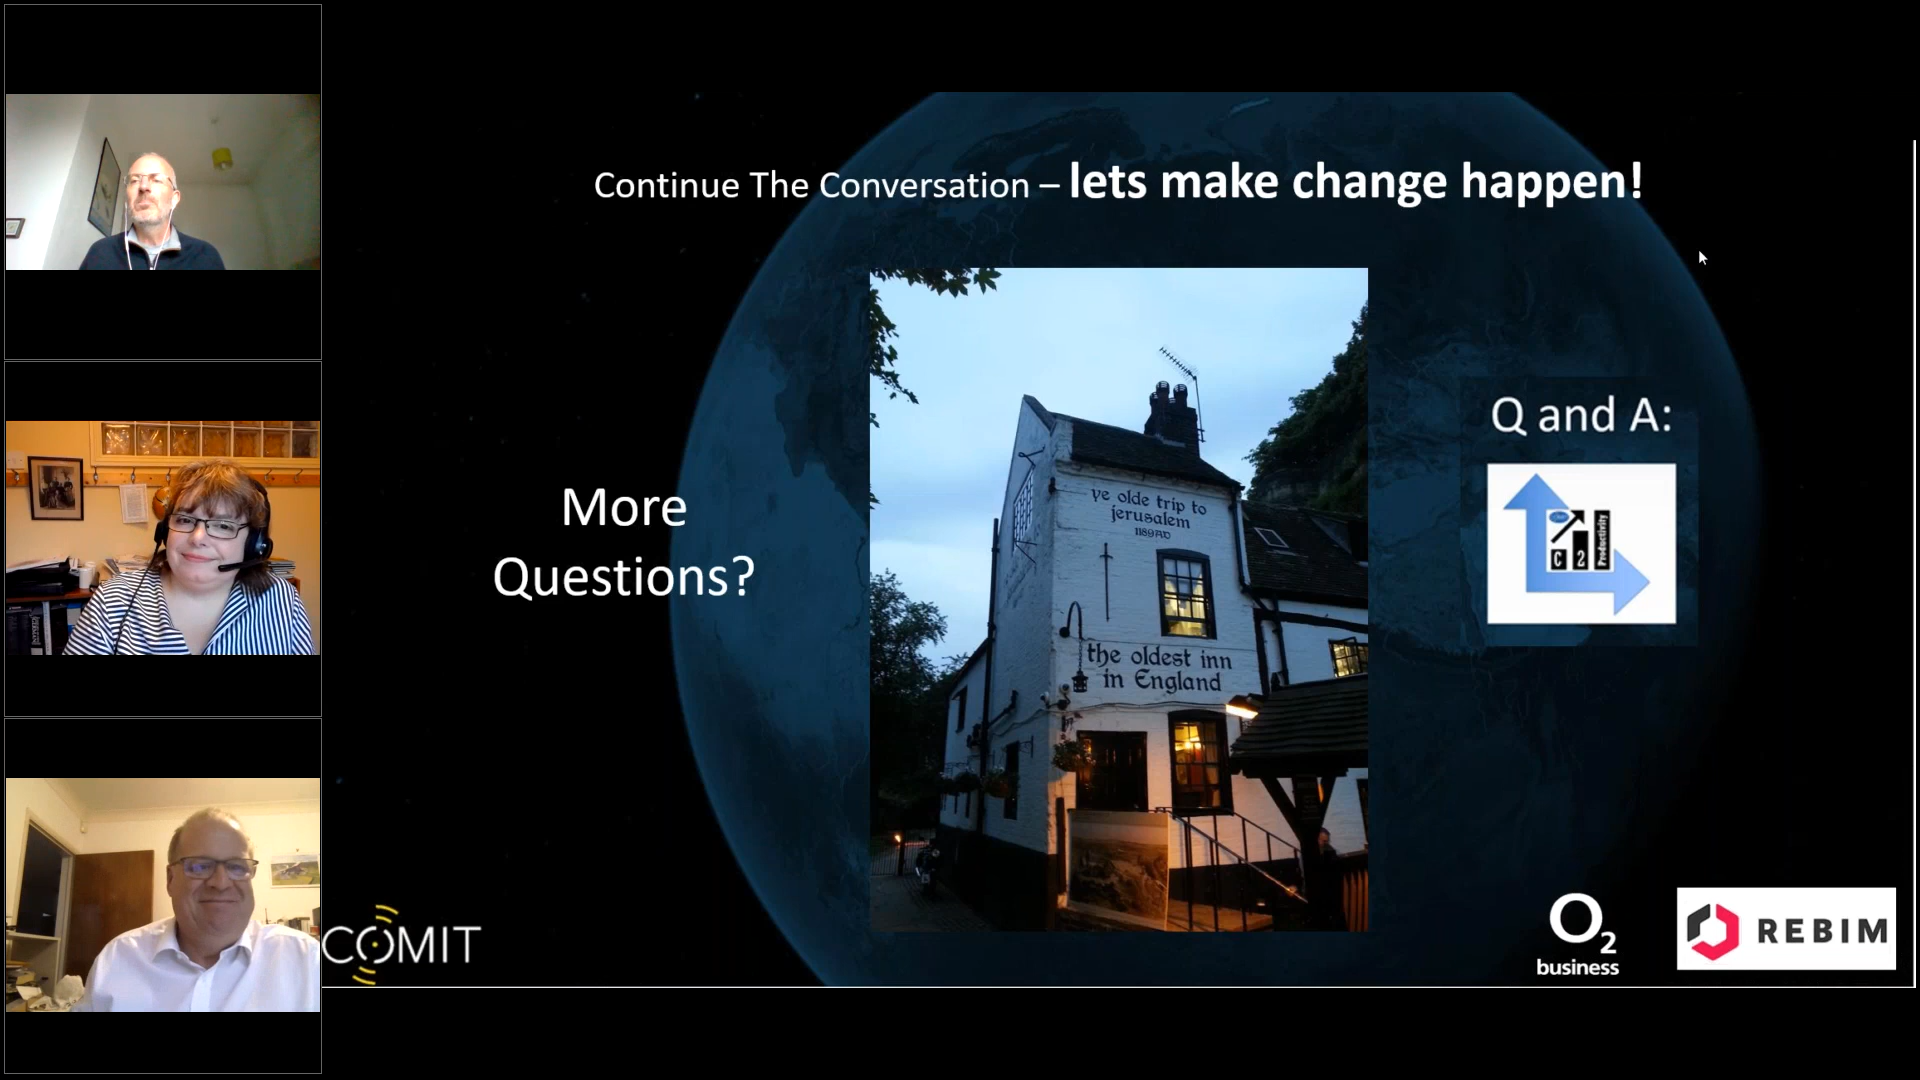 Continue The Conversation – lets make change happen!
More
Questions?
ye olde trip to
jerusalem
1189AD
the oldest inn
in England
Q and A:
C 2 Productivity
COMIT
O2
business
REBIM